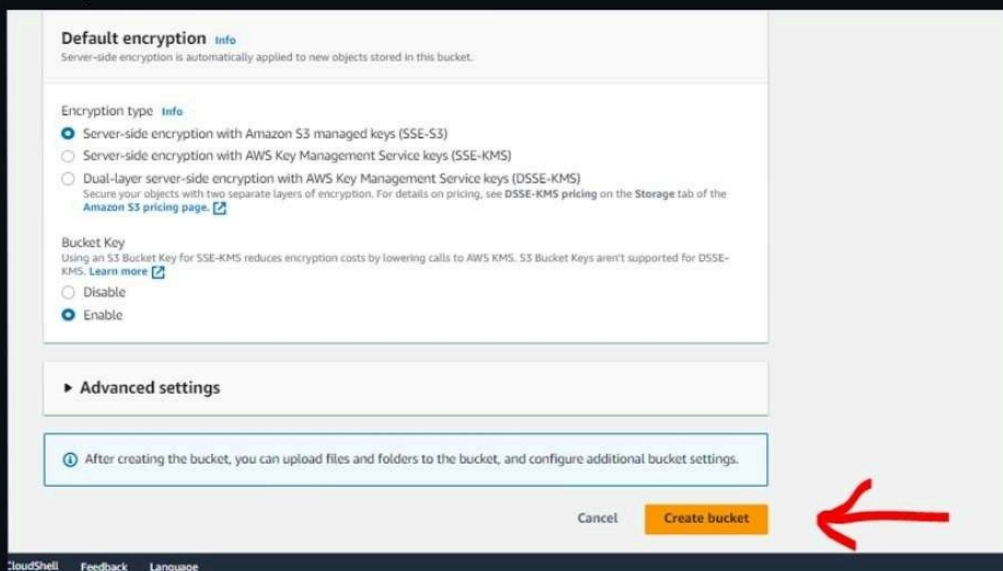 Default encryption Info
Server-side encryption is automatically applied to new objects stored in this bucket.
Encryption type Info
Server-side encryption with Amazon S3 managed keys (SSE-S3)
Server-side encryption with AWS Key Management Service keys (SSE-KMS)
Dual-layer server-side encryption with AWS Key Management Service keys (DSSE-KMS)
Secure your objects with two separate layers of encryption. For details on pricing, see DSSE-KMS pricing on the Storage tab of the
Amazon S3 pricing page.
Bucket Key
Using an S3 Bucket Key for SSE-KMS reduces encryption costs by lowering calls to AWS KMS. S3 Bucket Keys aren't supported for DSSE-
KMS. Learn more
Disable
Enable
Advanced settings
After creating the bucket, you can upload files and folders to the bucket, and configure additional bucket settings.
Cancel Create bucket
CloudShell Feedback Language